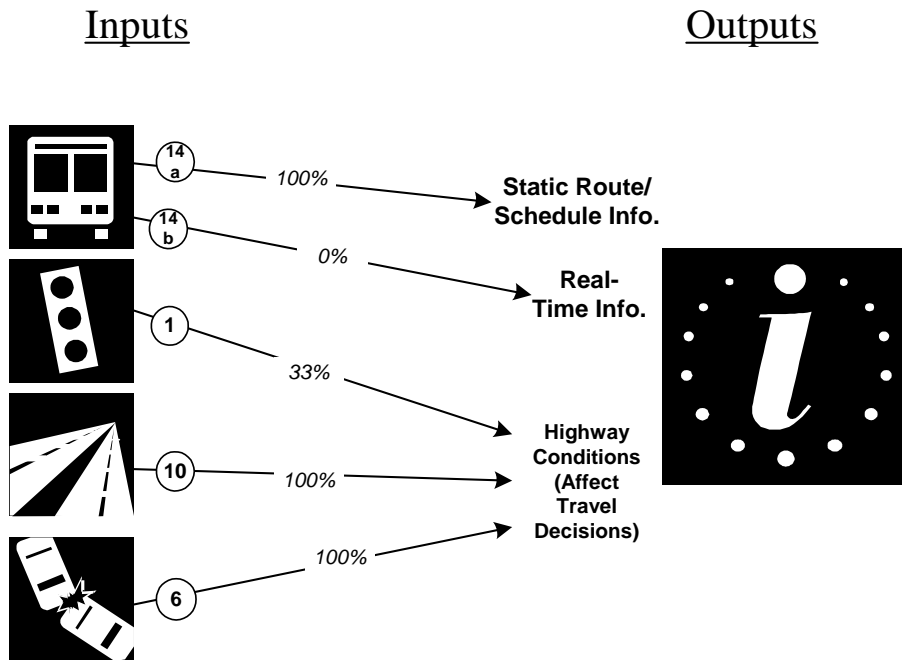 Inputs
Outputs
14
a
100%
Static Route/
Schedule Info.
14
b
0%
Real-
Time Info.
1
33%
Highway
Conditions
(Affect
Travel
Decisions)
10
100%
6
100%
i